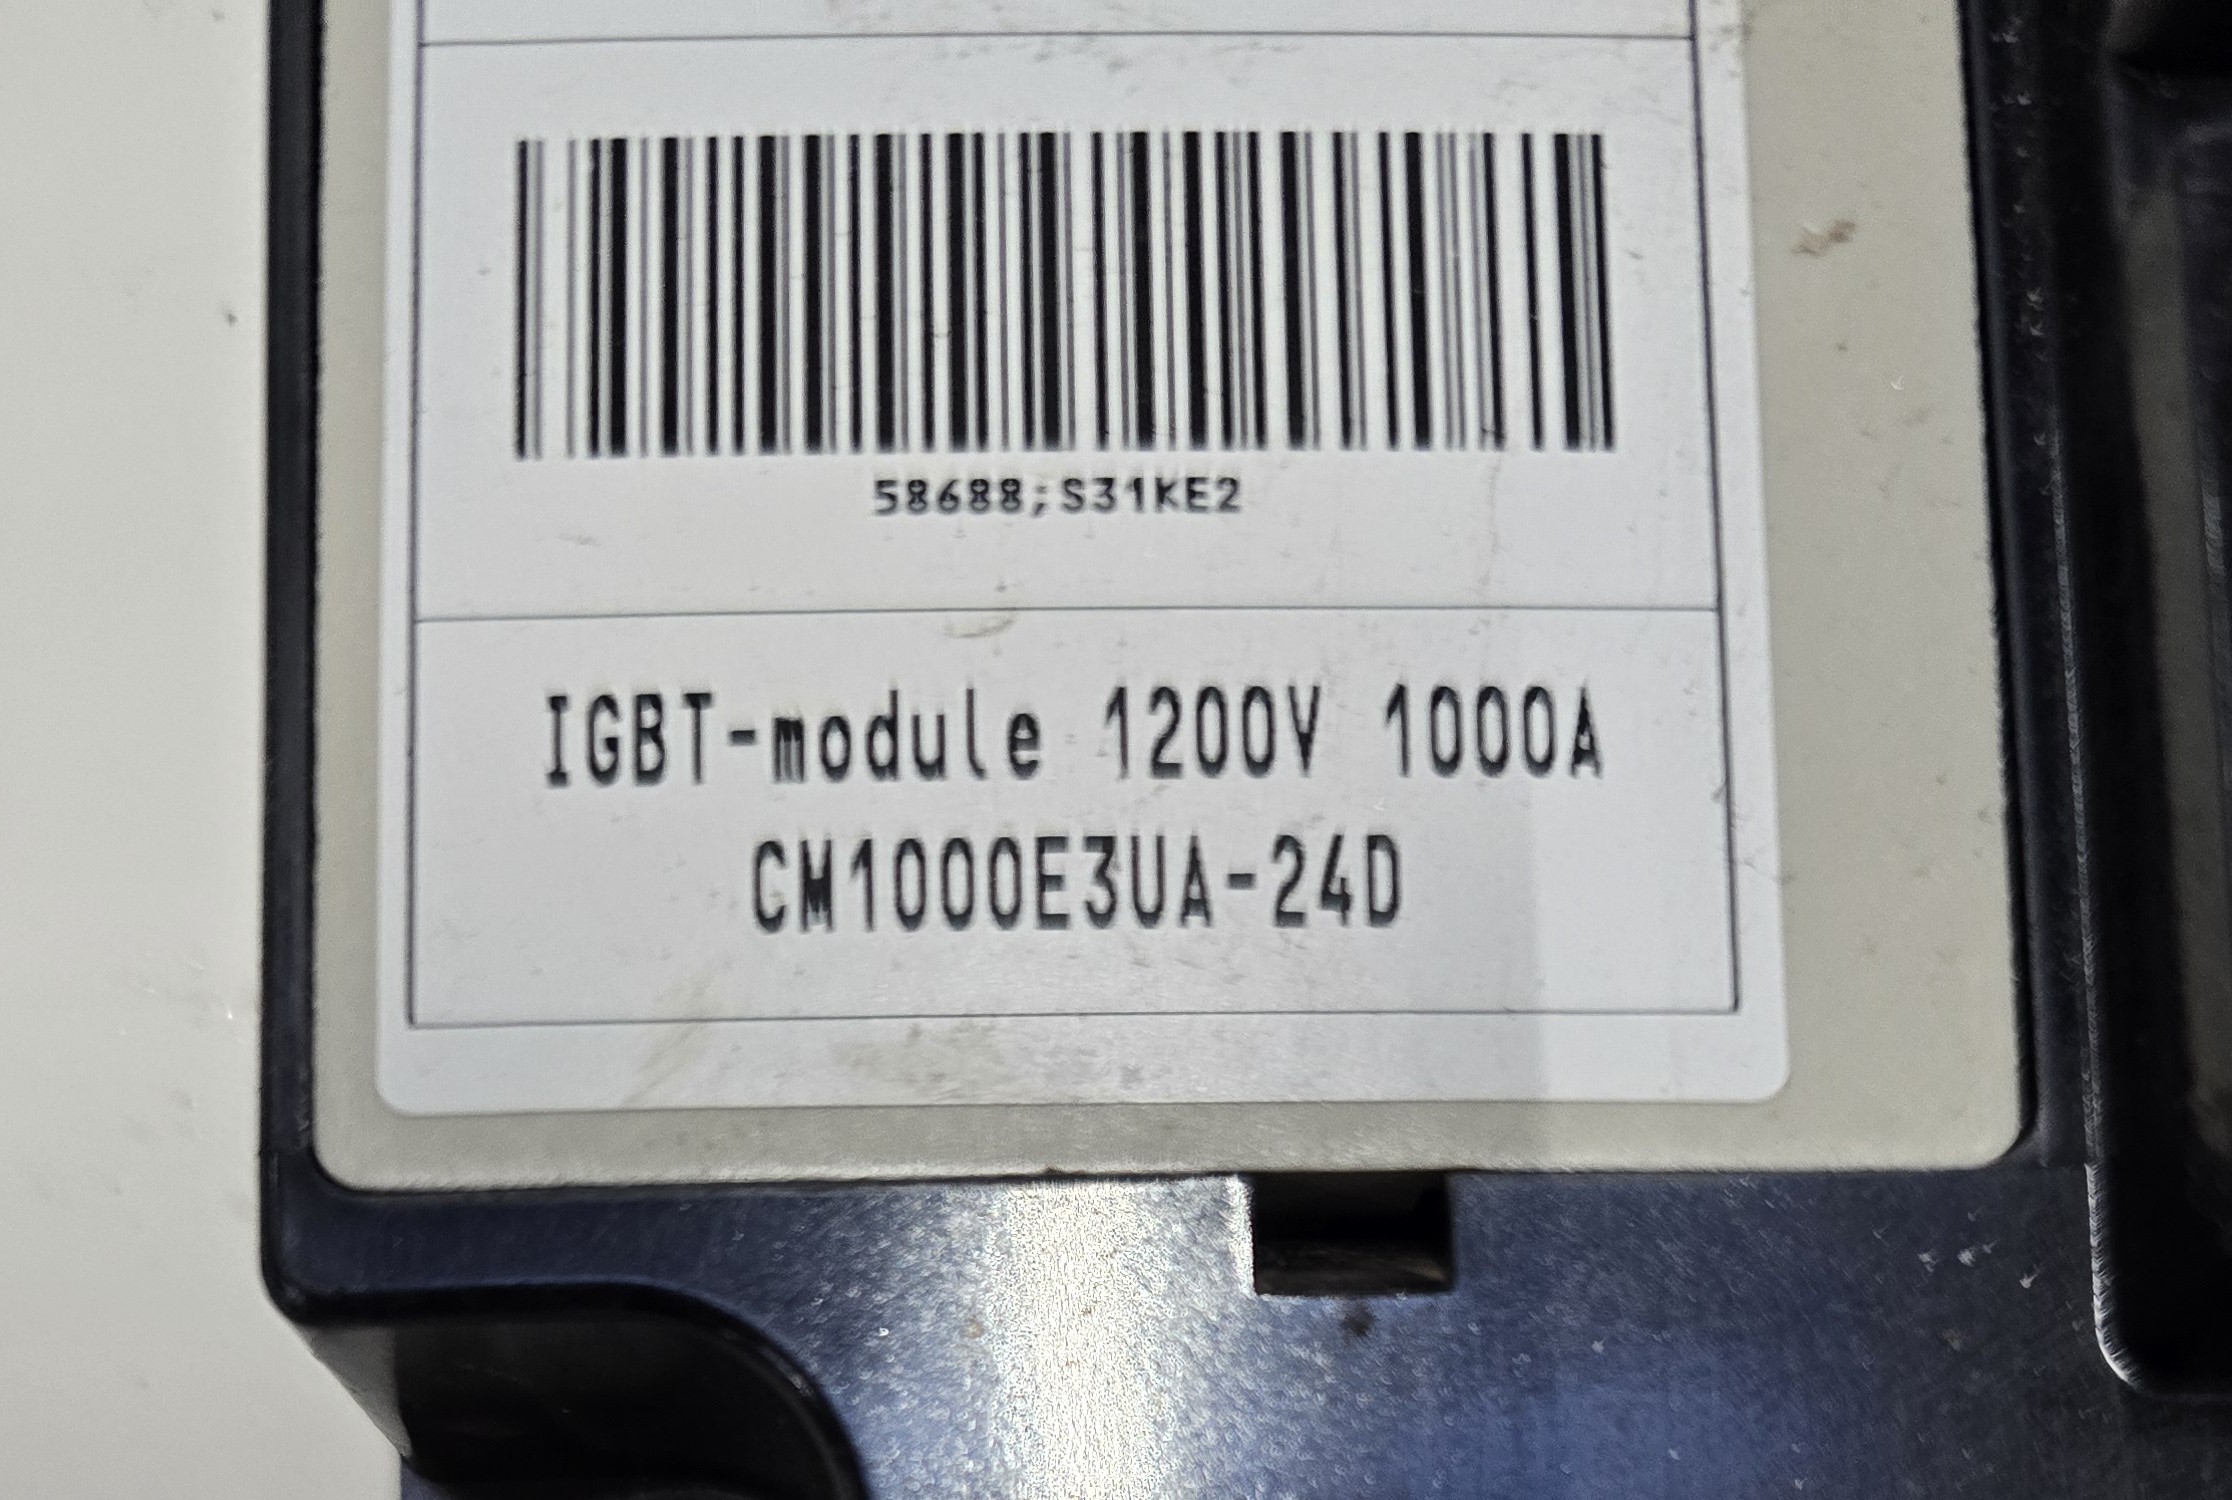 58688;S31KE2
IGBT-module 1200V 1000A
CM1000E3UA-24D